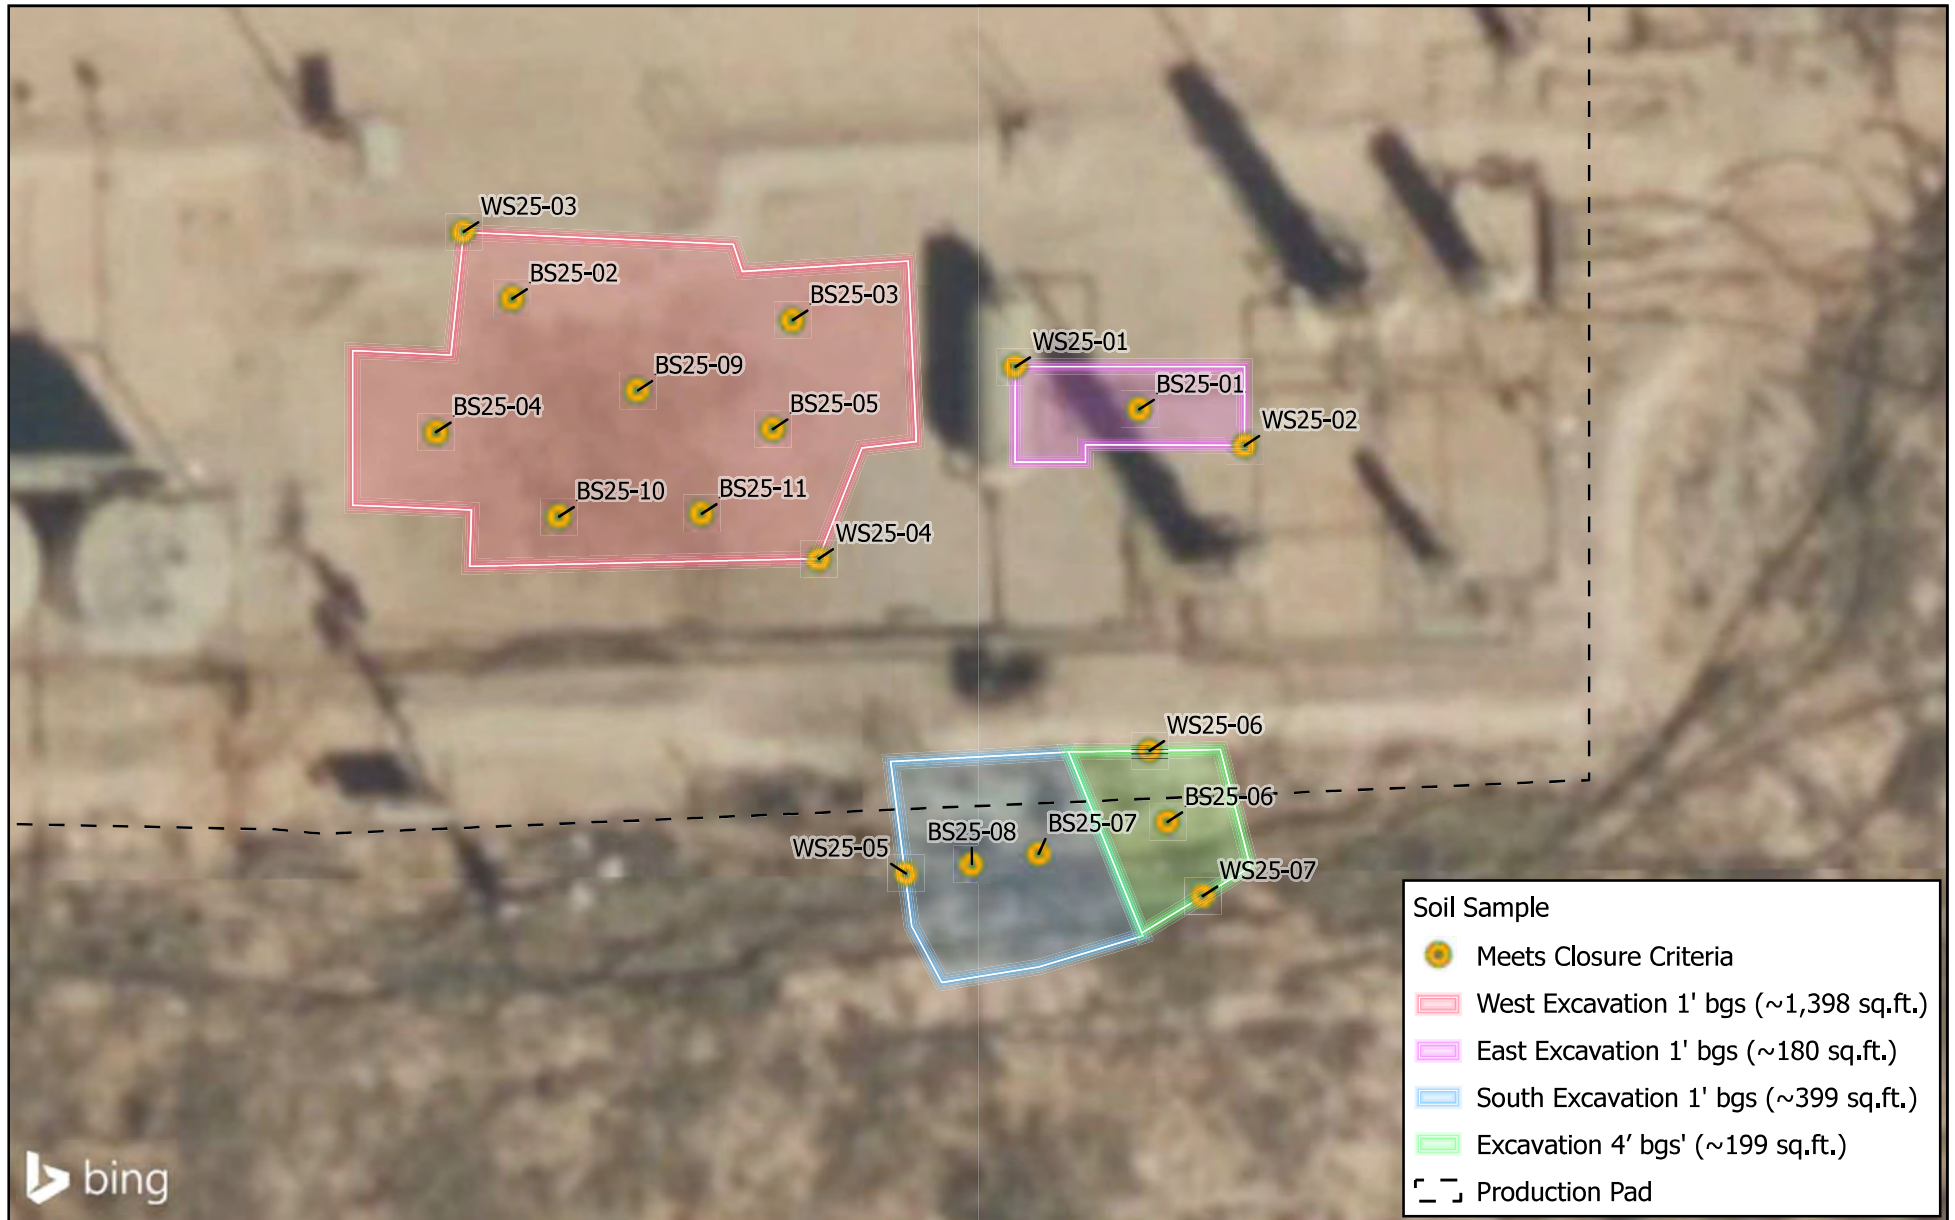 WS25-03
BS25-02
BS25-03
WS25-01
BS25-09
BS25-01
BS25-04
BS25-05
WS25-02
BS25-10
BS25-11
WS25-04
WS25-06
BS25-06
BS25-08
BS25-07
WS25-05
WS25-07
Soil Sample
Meets Closure Criteria
West Excavation 1' bgs (~1,398 sq.ft.)
East Excavation 1' bgs (~180 sq.ft.)
South Excavation 1' bgs (~399 sq.ft.)
Excavation 4′ bgs' (~199 sq.ft.)
Production Pad
bing